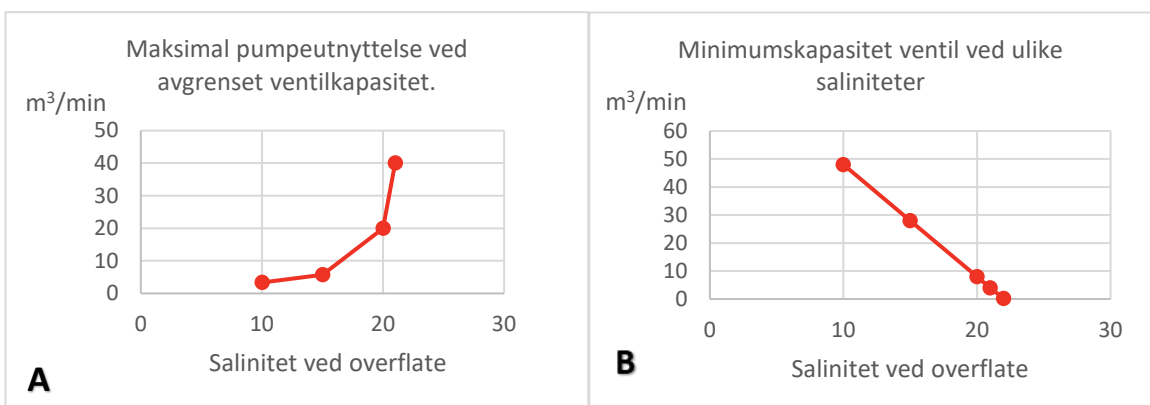 Maksimal pumpeutnyttelse ved
avgrenset ventilkapasitet.
m³/min
50
40
30
20
10
0
0 10 20 30
Salinitet ved overflate
A
Minimumskapasitet ventil ved ulike
saliniteter
m³/min
60
50
40
30
20
10
0
0 10 20 30
Salinitet ved overflate
B